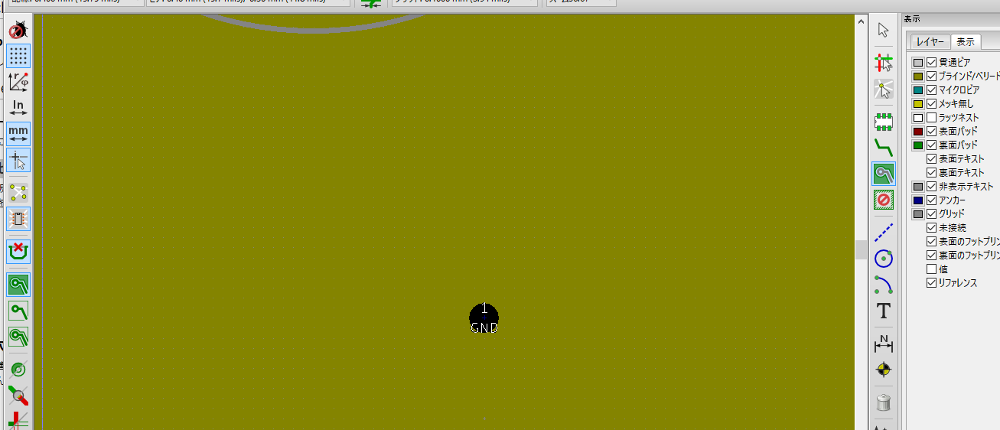 表示
レイヤー 表示
貫通ビア
ブラインド/ベリード
マイクロビア
メッキ無し
ラッツネスト
表面パッド
裏面パッド
表面テキスト
裏面テキスト
非表示テキスト
アンカー
グリッド
未接続
表面のフットプリン
裏面のフットプリン
値
リファレンス
In
mm
T
N
1
GND